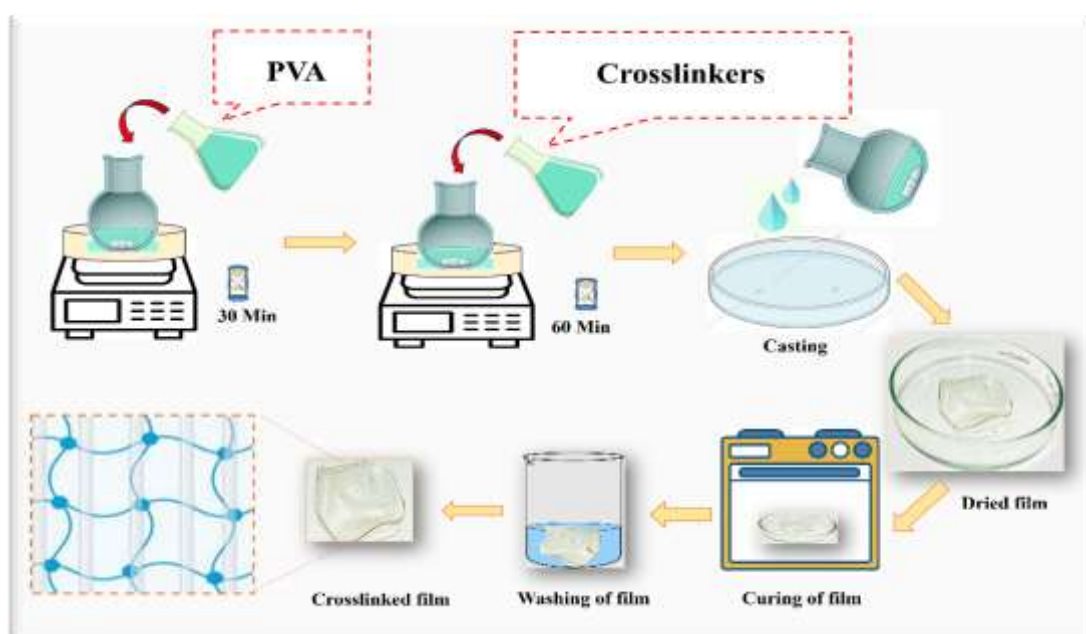 PVA
Crosslinkers
30 Min
60 Min
Casting
Dried film
Crosslinked film
Washing of film
Curing of film